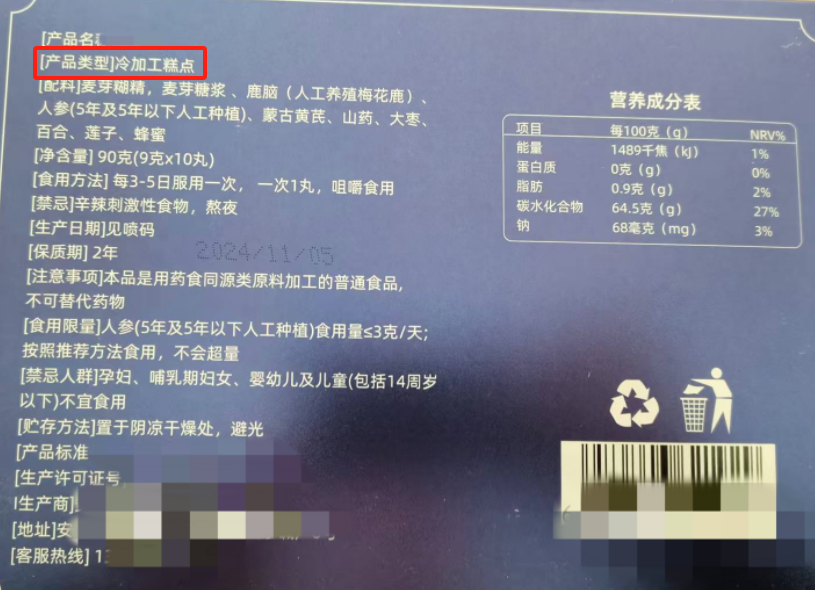 [产品名
[产品类型]冷加工糕点
[配料]麦芽糊精，麦芽糖浆、鹿脑（人工养殖梅花鹿）、
人参(5年及5年以下人工种植)、蒙古黄芪、山药、大枣、
百合、莲子、蜂蜜
[净含量] 90克(9克x10丸)
[食用方法] 每3-5日服用一次， 一次1丸，咀嚼食用
[禁忌]辛辣刺激性食物，熬夜
[生产日期]见喷码
[保质期] 2年
2024/11/05
[注意事项]本品是用药食同源类原料加工的普通食品,
不可替代药物
[食用限量]人参(5年及5年以下人工种植)食用量≤3克/天;
按照推荐方法食用，不会超量
[禁忌人群]孕妇、哺乳期妇女、婴幼儿及儿童(包括14周岁
以下)不宜食用
[贮存方法]置于阴凉干燥处，避光
[产品标准
[生产许可证号
[生产商]
[地址]安
[客服热线] 1
营养成分表
项目 每100克（g） NRV%
能量 1489千焦（kJ） 1%
蛋白质 0克（g） 0%
脂肪 0.9克（g） 2%
碳水化合物 64.5克（g） 27%
钠 68毫克（mg） 3%